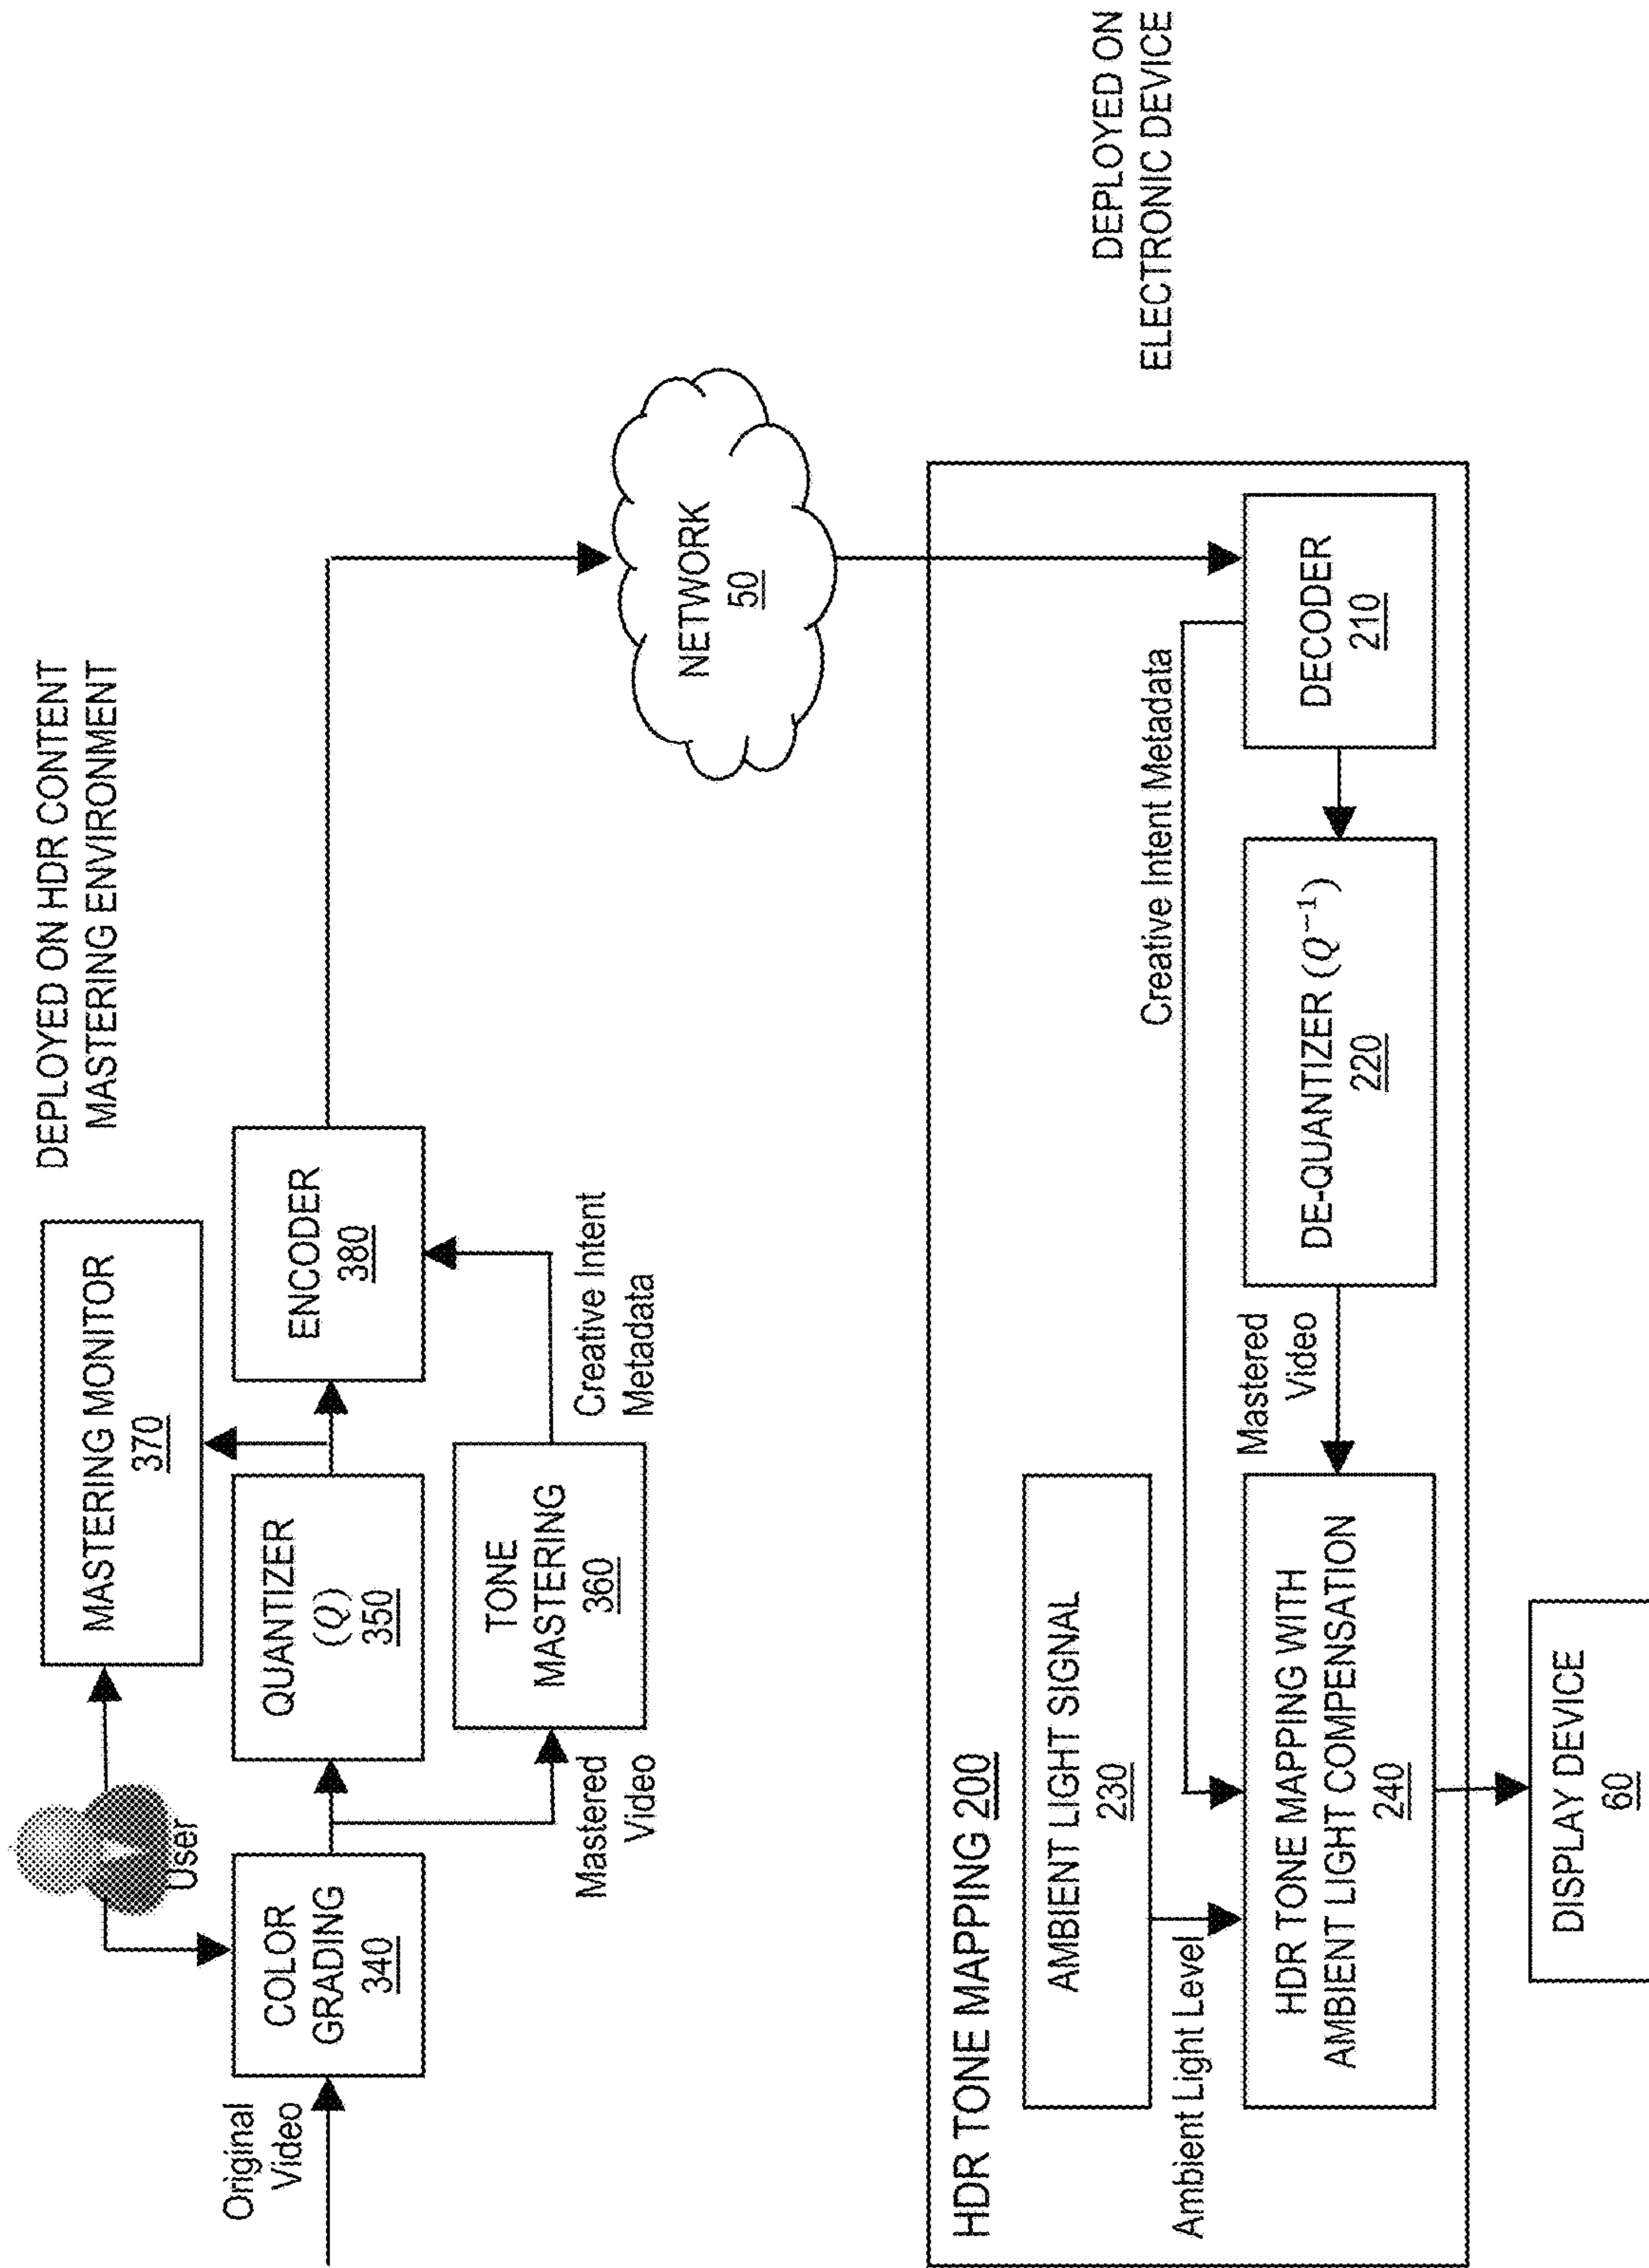 DEPLOYED ON HDR CONTENT
MASTERING ENVIRONMENT
User
MASTERING MONITOR
370
Original
Video
COLOR
GRADING
340
QUANTIZER
(Q)
350
ENCODER
380
Mastered
Video
TONE
MASTERING
360
Creative Intent
Metadata
NETWORK
50
DEPLOYED ON
ELECTRONIC DEVICE
HDR TONE MAPPING 200
AMBIENT LIGHT SIGNAL
230
Ambient Light Level
Creative Intent Metadata
HDR TONE MAPPING WITH
AMBIENT LIGHT COMPENSATION
240
Mastered
Video
DE-QUANTIZER (Q⁻¹)
220
DECODER
210
DISPLAY DEVICE
60